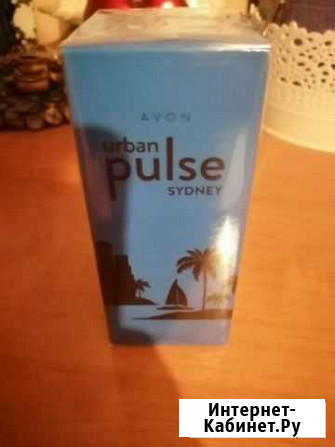 AVON
urban
pulse
SYDNEY
Интернет-
Кабинет.Ру